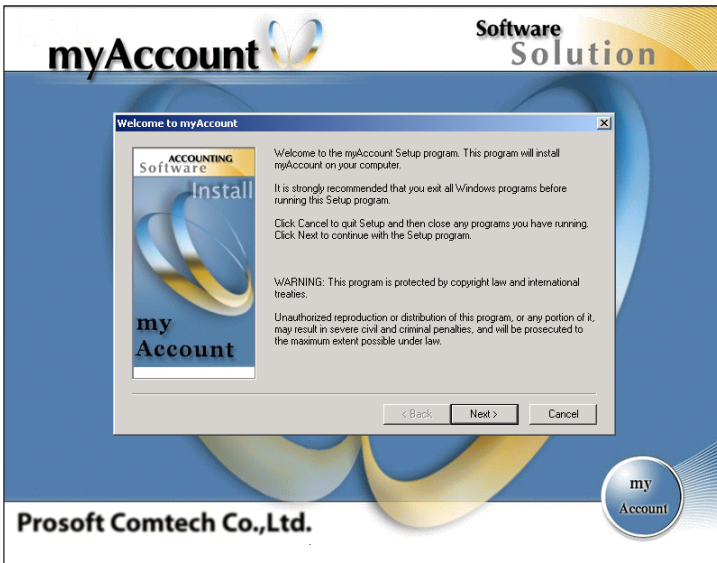 myAccount
Software
Solution
Welcome to myAccount
ACCOUNTING
Software
Install
my
Account
Welcome to the myAccount Setup program. This program will install
myAccount on your computer.
It is strongly recommended that you exit all Windows programs before
running this Setup program.
Click Cancel to quit Setup and then close any programs you have running.
Click Next to continue with the Setup program.
WARNING: This program is protected by copyright law and international
treaties.
Unauthorized reproduction or distribution of this program, or any portion of it,
may result in severe civil and criminal penalties, and will be prosecuted to
the maximum extent possible under law.
< Back Next > Cancel
my
Account
Prosoft Comtech Co.,Ltd.